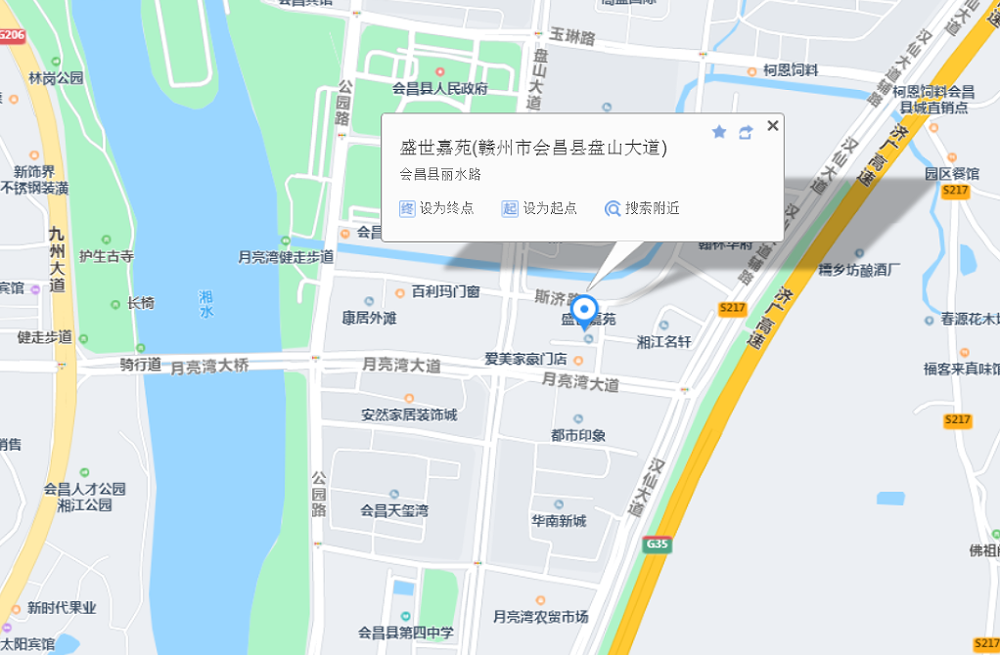 会昌宾馆
G206
玉琳路
林岗公园
会昌县人民政府
盘山大道
公园路
柯恩饲料
汉仙大道
汉仙大道辅路
柯恩饲料会昌
县城直销点
济广高速
盛世嘉苑(赣州市会昌县盘山大道)
会昌县丽水路
终 设为终点
起 设为起点
搜索附近
新饰界
不锈钢装潢
园区餐馆
S217
汉仙大道
九州大道
护生古寺
月亮湾健走步道
会昌
翰林华府
糯乡坊酿酒厂
宾馆
长椅
湘水
百利玛门窗
康居外滩
斯济路
盛世嘉苑
S217
济广高速
春源花木
健走步道
骑行道
月亮湾大桥
月亮湾大道
爱美家豪门店
月亮湾大道
湘江名轩
福客来真味馆
安然家居装饰城
都市印象
S217
销售
会昌人才公园
湘江公园
公园路
会昌天玺湾
华南新城
汉仙大道
G35
佛祖
新时代果业
太阳宾馆
会昌县第四中学
月亮湾农贸市场
S217